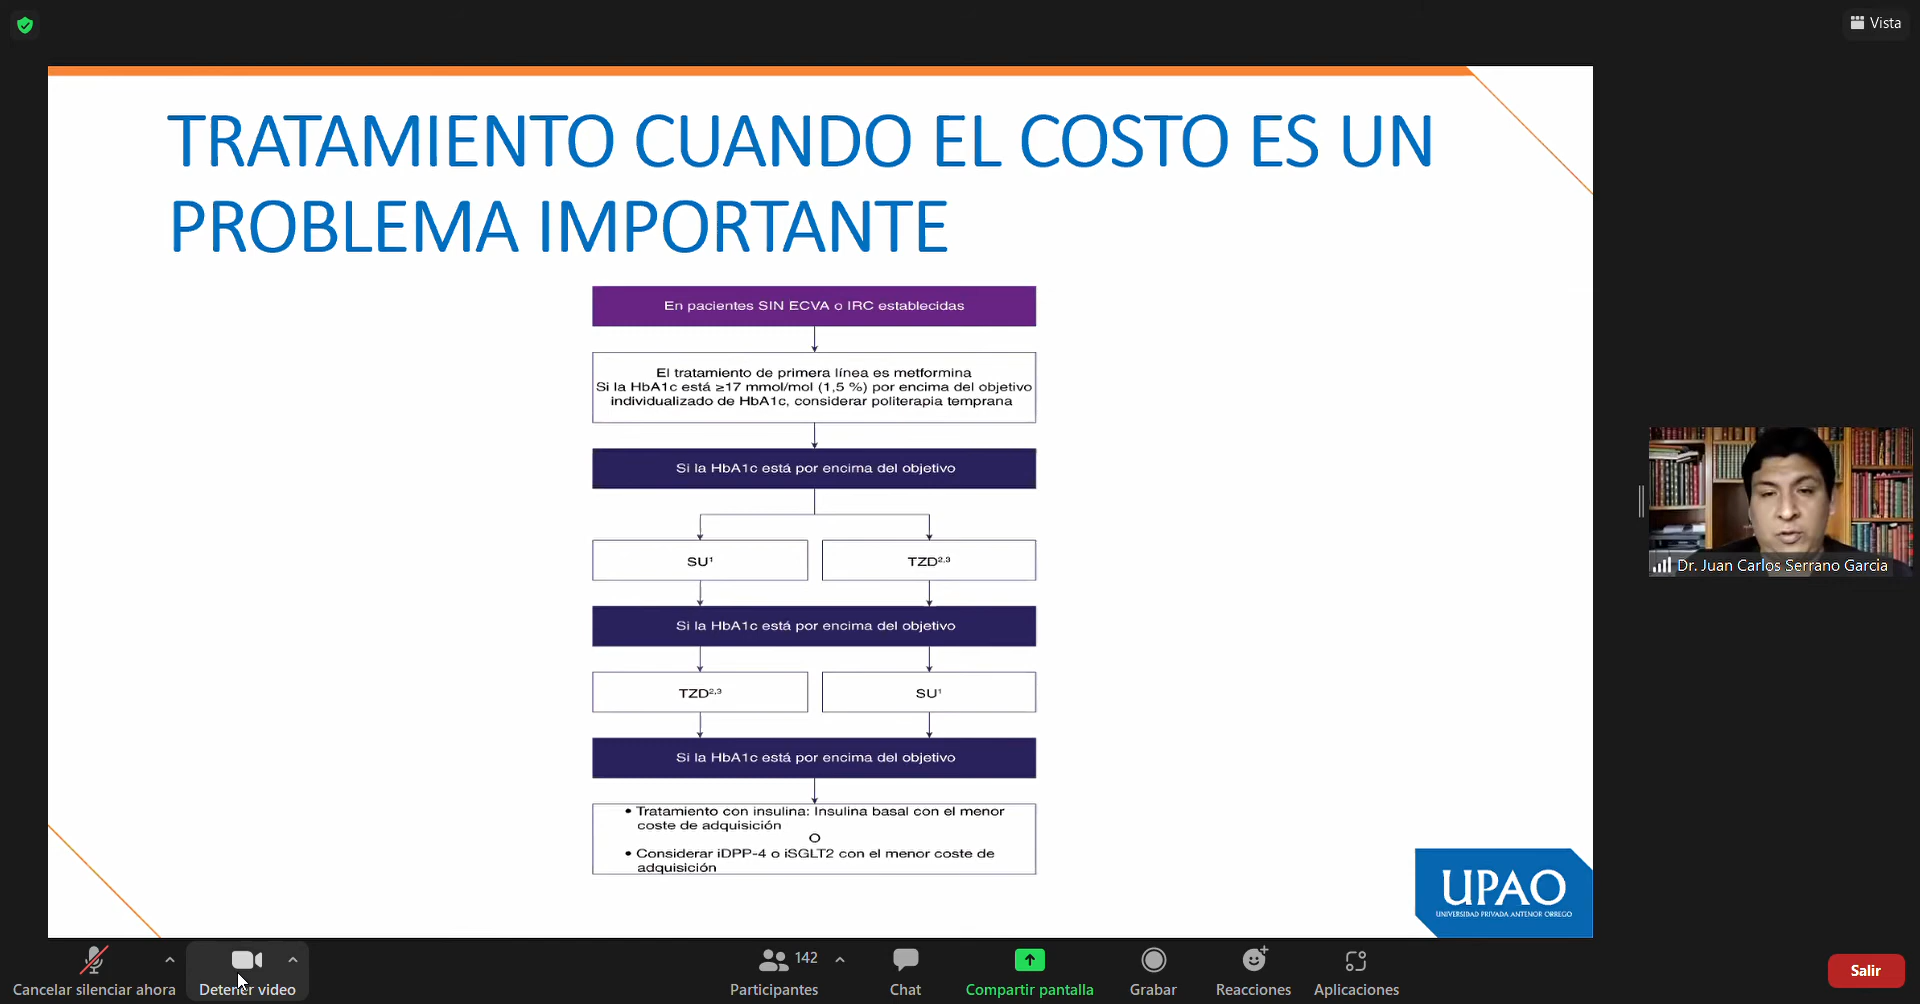 Vista
TRATAMIENTO CUANDO EL COSTO ES UN
PROBLEMA IMPORTANTE
En pacientes SIN ECVA o IRC establecidas
El tratamiento de primera línea es metformina
Si la HbA1c está ≥17 mmol/mol (1,5 %) por encima del objetivo
individualizado de HbA1c, considerar politerapia temprana
Si la HbA1c está por encima del objetivo
SU¹
TZD²,³
Si la HbA1c está por encima del objetivo
TZD²,³
SU¹
Si la HbA1c está por encima del objetivo
• Tratamiento con insulina: Insulina basal con el menor
coste de adquisición
O
• Considerar iDPP-4 o iSGLT2 con el menor coste de
adquisición
UPAO
UNIVERSIDAD PRIVADA ANTENOR ORREGO
Dr. Juan Carlos Serrano Garcia
Cancelar silenciar ahora
Detener video
142
Participantes
Chat
Compartir pantalla
Grabar
Reacciones
Aplicaciones
Salir